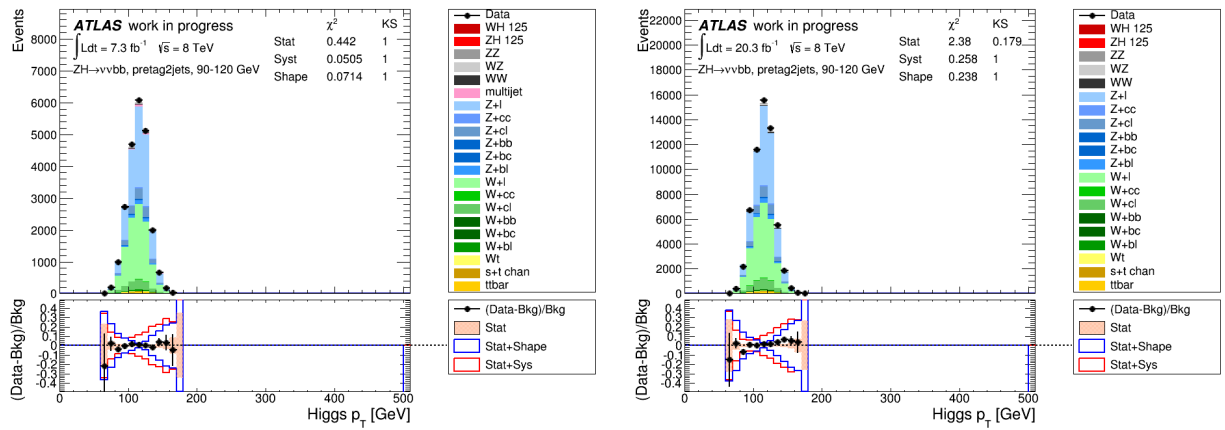 Events
ATLAS work in progress
∫Ldt = 7.3 fb⁻¹ √s = 8 TeV
ZH→ννbb, pretag2jets, 90-120 GeV
χ² KS
Stat 0.442 1
Syst 0.0505 1
Shape 0.0714 1
8000
7000
6000
5000
4000
3000
2000
1000
0
Data
WH 125
ZH 125
ZZ
WZ
WW
multijet
Z+l
Z+cc
Z+cl
Z+bb
Z+bc
Z+bl
W+l
W+cc
W+cl
W+bb
W+bc
W+bl
Wt
s+t chan
ttbar
(Data-Bkg)/Bkg
0.4
0.3
0.2
0.1
0
-0.1
-0.2
-0.3
-0.4
0 100 200 300 400 500
Higgs p_T [GeV]
(Data-Bkg)/Bkg
Stat
Stat+Shape
Stat+Sys
Events
ATLAS work in progress
∫Ldt = 20.3 fb⁻¹ √s = 8 TeV
ZH→ννbb, pretag2jets, 90-120 GeV
χ² KS
Stat 2.38 0.179
Syst 0.258 1
Shape 0.238 1
22000
20000
18000
16000
14000
12000
10000
8000
6000
4000
2000
0
Data
WH 125
ZH 125
ZZ
WZ
WW
Z+l
Z+cc
Z+cl
Z+bb
Z+bc
Z+bl
W+l
W+cc
W+cl
W+bb
W+bc
W+bl
Wt
s+t chan
ttbar
(Data-Bkg)/Bkg
0.4
0.3
0.2
0.1
0
-0.1
-0.2
-0.3
-0.4
0 100 200 300 400 500
Higgs p_T [GeV]
(Data-Bkg)/Bkg
Stat
Stat+Shape
Stat+Sys